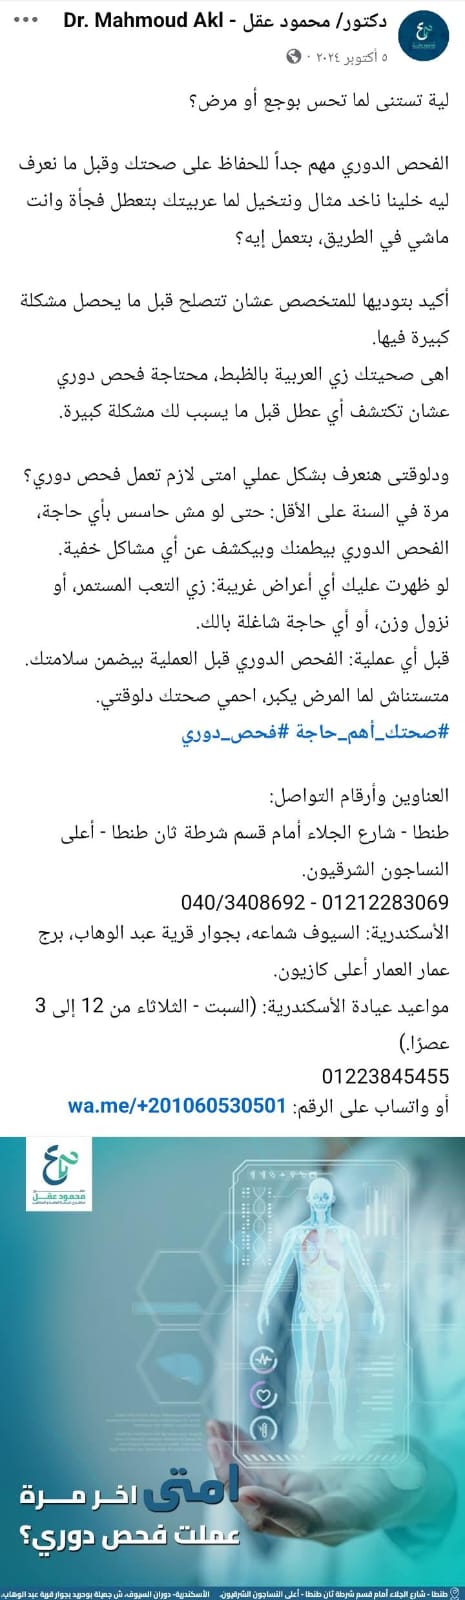 دكتور/ محمود عقل - Dr. Mahmoud Akl
٥ أكتوبر ٢٠٢٤ ·
لية تستنى لما تحس بوجع أو مرض؟
الفحص الدوري مهم جداً للحفاظ على صحتك وقبل ما نعرف
ليه خلينا ناخد مثال ونتخيل لما عربيتك بتعطل فجأة وانت
ماشي في الطريق، بتعمل إيه؟
أكيد بتوديها للمتخصص عشان تتصلح قبل ما يحصل مشكلة
كبيرة فيها.
اهى صحيتك زي العربية بالظبط، محتاجة فحص دوري
عشان تكتشف أي عطل قبل ما يسبب لك مشكلة كبيرة.
ودلوقتى هنعرف بشكل عملي امتى لازم تعمل فحص دوري؟
مرة في السنة على الأقل: حتى لو مش حاسس بأي حاجة،
الفحص الدوري بيطمنك وبيكشف عن أي مشاكل خفية.
لو ظهرت عليك أي أعراض غريبة: زي التعب المستمر، أو
نزول وزن، أو أي حاجة شاغلة بالك.
قبل أي عملية: الفحص الدوري قبل العملية بيضمن سلامتك.
متستناش لما المرض يكبر، احمي صحتك دلوقتي.
#صحتك_أهم_حاجة #فحص_دوري
العناوين وأرقام التواصل:
طنطا - شارع الجلاء أمام قسم شرطة ثان طنطا - أعلى
النساجون الشرقيون.
01212283069 - 040/3408692
الأسكندرية: السيوف شماعه، بجوار قرية عبد الوهاب، برج
عمار العمار أعلى كازيون.
مواعيد عيادة الأسكندرية: (السبت - الثلاثاء من 12 إلى 3
عصرًا.)
01223845455
أو واتساب على الرقم: wa.me/+201060530501
محمود عقل
امتى اخر مرة
عملت فحص دوري؟
طنطا - شارع الجلاء أمام قسم شرطة ثان طنطا - أعلى النساجون الشرقيون. الأسكندرية- دوران السيوف، ش جميلة بوحريد بجوار قرية عبد الوهاب،